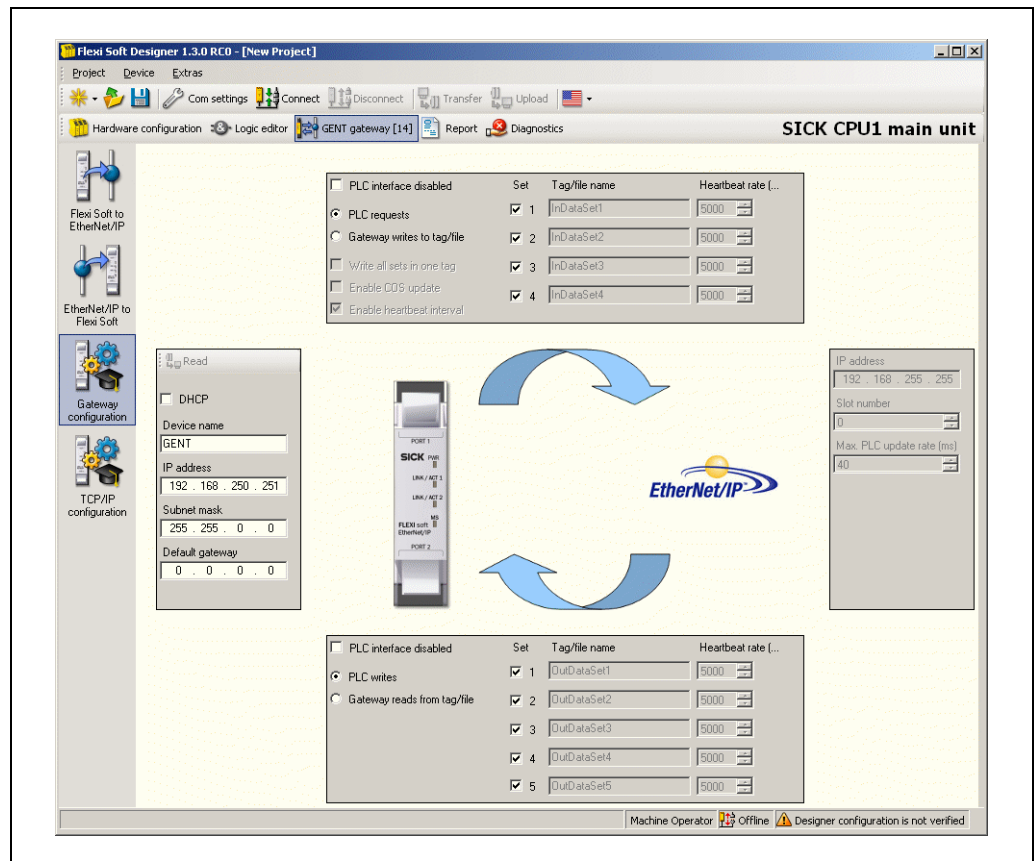 Flexi Soft Designer 1.3.0 RC0 - [New Project]
Project Device Extras
Com settings Connect Disconnect Transfer Upload
Hardware configuration Logic editor GENT gateway [14] Report Diagnostics SICK CPU1 main unit
Flexi Soft to
EtherNet/IP
EtherNet/IP to
Flexi Soft
Gateway
configuration
TCP/IP
configuration
PLC interface disabled Set Tag/file name Heartbeat rate (...
PLC requests 1 InDataSet1 5000
Gateway writes to tag/file 2 InDataSet2 5000
Write all sets in one tag 3 InDataSet3 5000
Enable COS update 4 InDataSet4 5000
Enable heartbeat interval
Read
DHCP
Device name
GENT
IP address
192 . 168 . 250 . 251
Subnet mask
255 . 255 . 0 . 0
Default gateway
0 . 0 . 0 . 0
PORT 1
SICK PWR
LINK / ACT 1
LINK / ACT 2
MS
FLEXI soft
EtherNet/IP
PORT 2
EtherNet/IP
IP address
192 . 168 . 255 . 255
Slot number
0
Max. PLC update rate (ms)
40
PLC interface disabled Set Tag/file name Heartbeat rate (...
PLC writes 1 OutDataSet1 5000
Gateway reads from tag/file 2 OutDataSet2 5000
3 OutDataSet3 5000
4 OutDataSet4 5000
5 OutDataSet5 5000
Machine Operator Offline Designer configuration is not verified